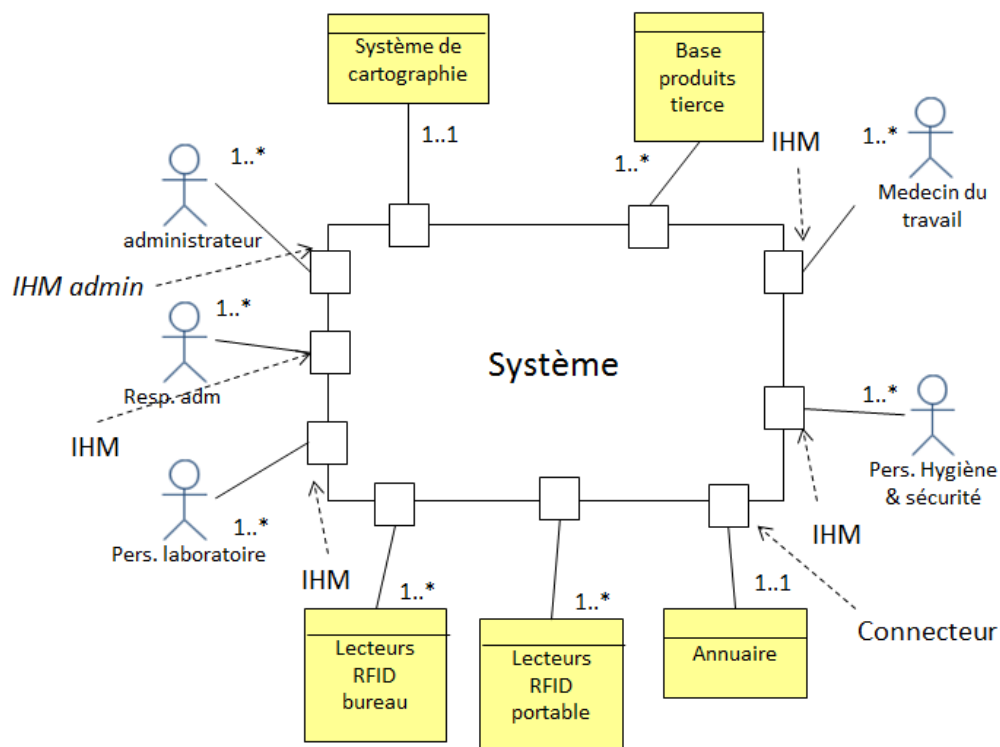 Système de
cartographie
Base
produits
tierce
1..1
1..*
IHM
1..*
1..*
Medecin du
travail
administrateur
IHM admin
1..*
Système
Resp. adm
1..*
IHM
Pers. Hygiène
& sécurité
1..*
Pers. laboratoire
IHM
IHM
1..*
1..*
1..1
Connecteur
Lecteurs
RFID
bureau
Lecteurs
RFID
portable
Annuaire